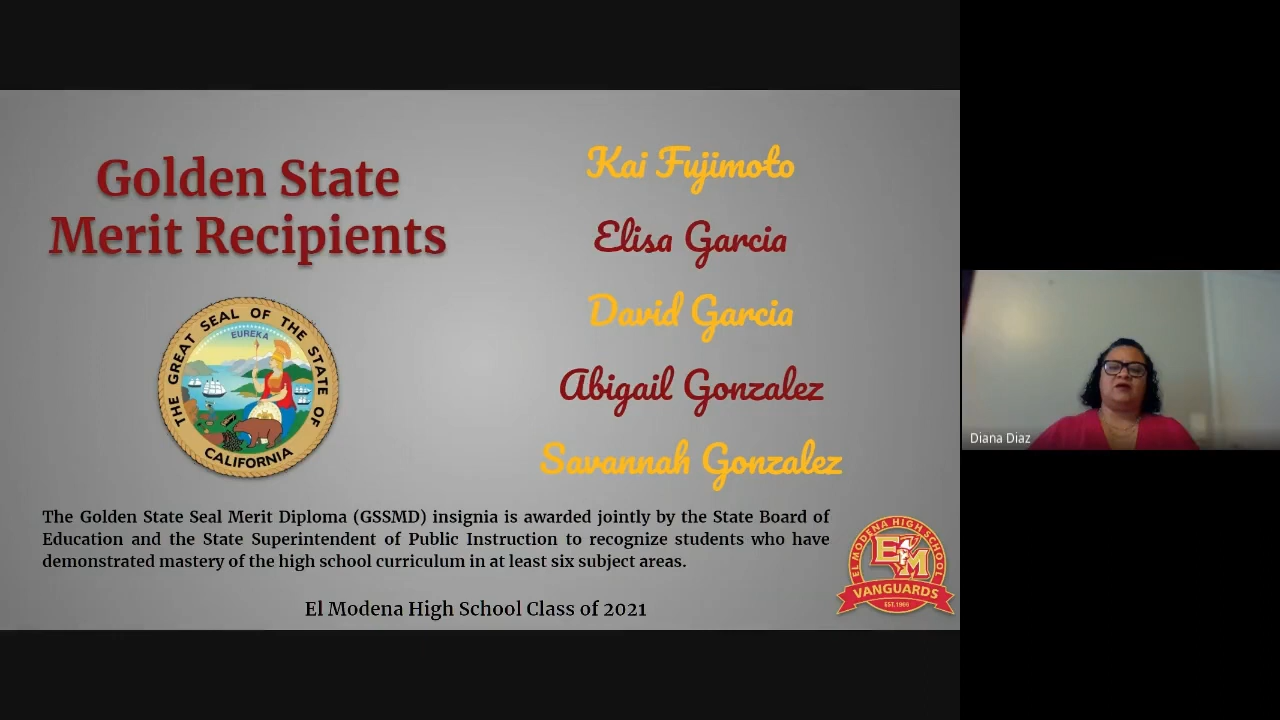 Golden State
Merit Recipients
THE GREAT SEAL OF THE STATE OF CALIFORNIA
EUREKA
Kai Fujimoto
Elisa Garcia
David Garcia
Abigail Gonzalez
Savannah Gonzalez
The Golden State Seal Merit Diploma (GSSMD) insignia is awarded jointly by the State Board of
Education and the State Superintendent of Public Instruction to recognize students who have
demonstrated mastery of the high school curriculum in at least six subject areas.
El Modena High School Class of 2021
EL MODENA HIGH SCHOOL
EM
VANGUARDS
EST. 1966
Diana Diaz